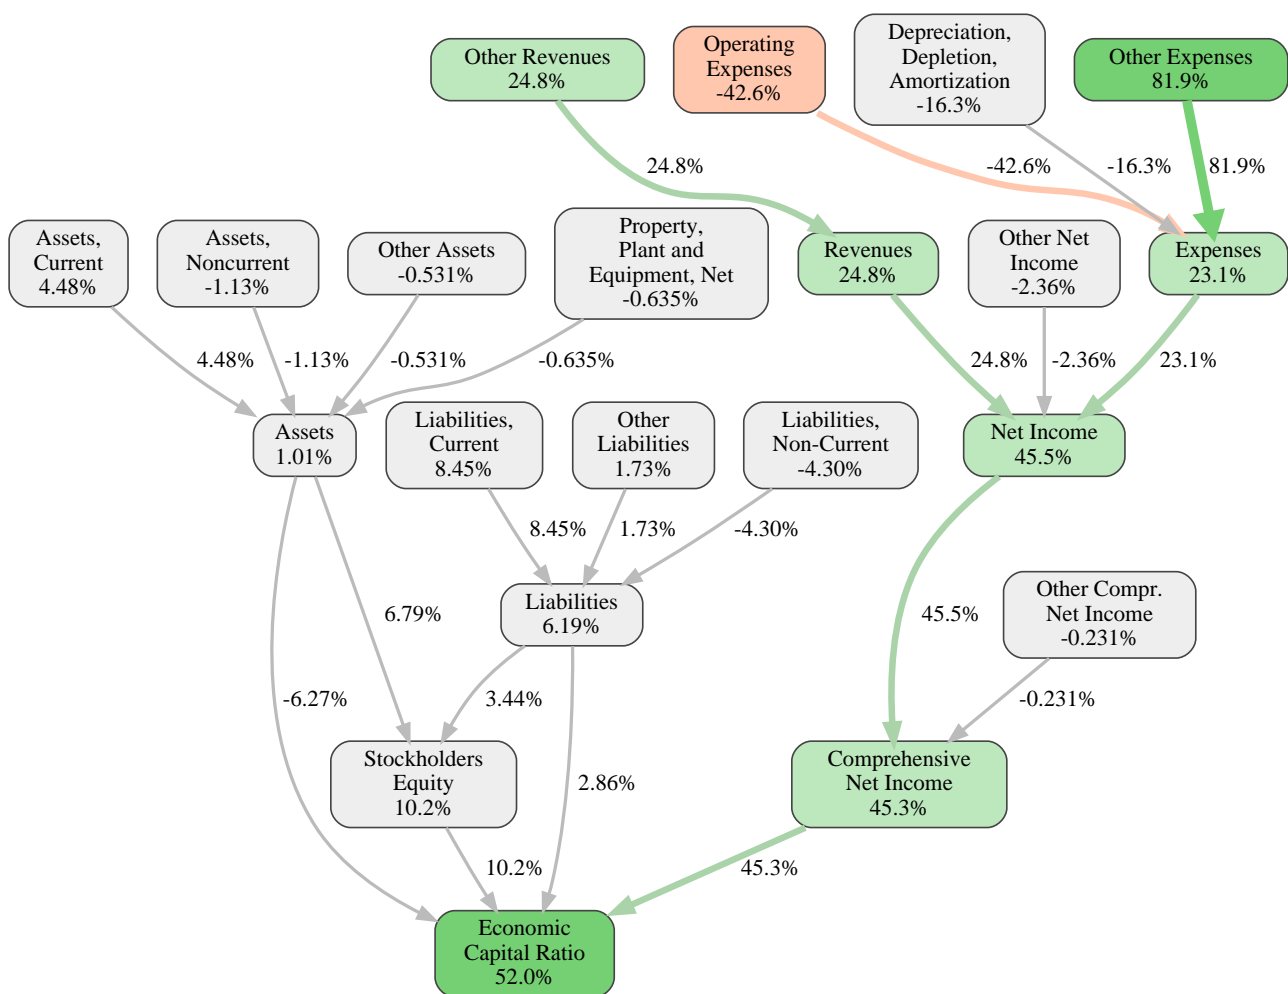 Other Revenues
24.8%
Operating
Expenses
-42.6%
Depreciation,
Depletion,
Amortization
-16.3%
Other Expenses
81.9%
24.8%
-42.6%
-16.3%
81.9%
Assets,
Current
4.48%
Assets,
Noncurrent
-1.13%
Other Assets
-0.531%
Property,
Plant and
Equipment, Net
-0.635%
Revenues
24.8%
Other Net
Income
-2.36%
Expenses
23.1%
4.48%
-1.13%
-0.531%
-0.635%
24.8%
-2.36%
23.1%
Assets
1.01%
Liabilities,
Current
8.45%
Other
Liabilities
1.73%
Liabilities,
Non-Current
-4.30%
Net Income
45.5%
8.45%
1.73%
-4.30%
Liabilities
6.19%
6.79%
45.5%
Other Compr.
Net Income
-0.231%
-6.27%
3.44%
-0.231%
Stockholders
Equity
10.2%
2.86%
Comprehensive
Net Income
45.3%
10.2%
45.3%
Economic
Capital Ratio
52.0%